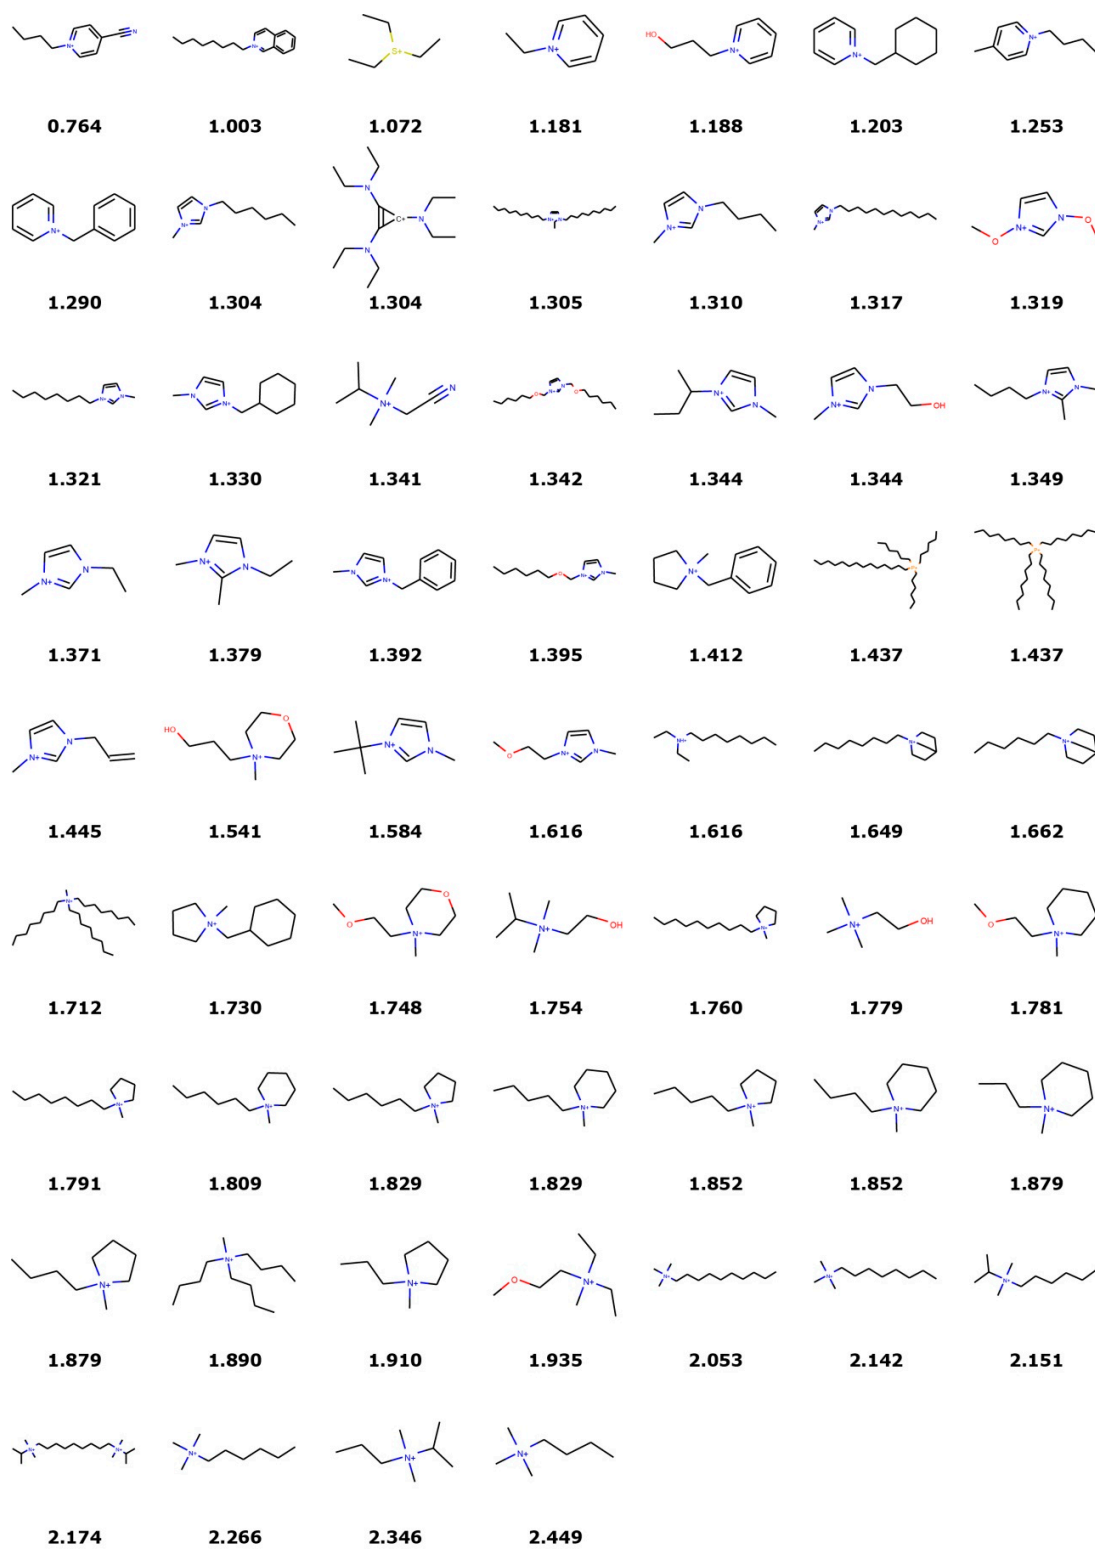 N+ N
N+
S+
N+
HO N+
N+
N+
0.764 1.003 1.072 1.181 1.188 1.203 1.253
N+
N N+
N C+ N N
N+ N
N N+
N N+
N+ N O O
1.290 1.304 1.304 1.305 1.310 1.317 1.319
N+ N
N N+
N+ N
O N+ N O
N+ N
N N+ OH
N+ N
1.321 1.330 1.341 1.342 1.344 1.344 1.349
N+ N
N+ N
N N+
O N+ N
N+
1.371 1.379 1.392 1.395 1.412 1.437 1.437
N N+
HO O N+
N+ N
O N+ N
NH+
N+
N+
1.445 1.541 1.584 1.616 1.616 1.649 1.662
N+
N+
O O N+
N+ OH
N+
N+ OH
O N+
1.712 1.730 1.748 1.754 1.760 1.779 1.781
N+
N+
N+
N+
N+
N+
N+
1.791 1.809 1.829 1.829 1.852 1.852 1.879
N+
N+
N+
O N+
N+
N+
N+
1.879 1.890 1.910 1.935 2.053 2.142 2.151
N+ N+
N+
N+
N+
2.174 2.266 2.346 2.449